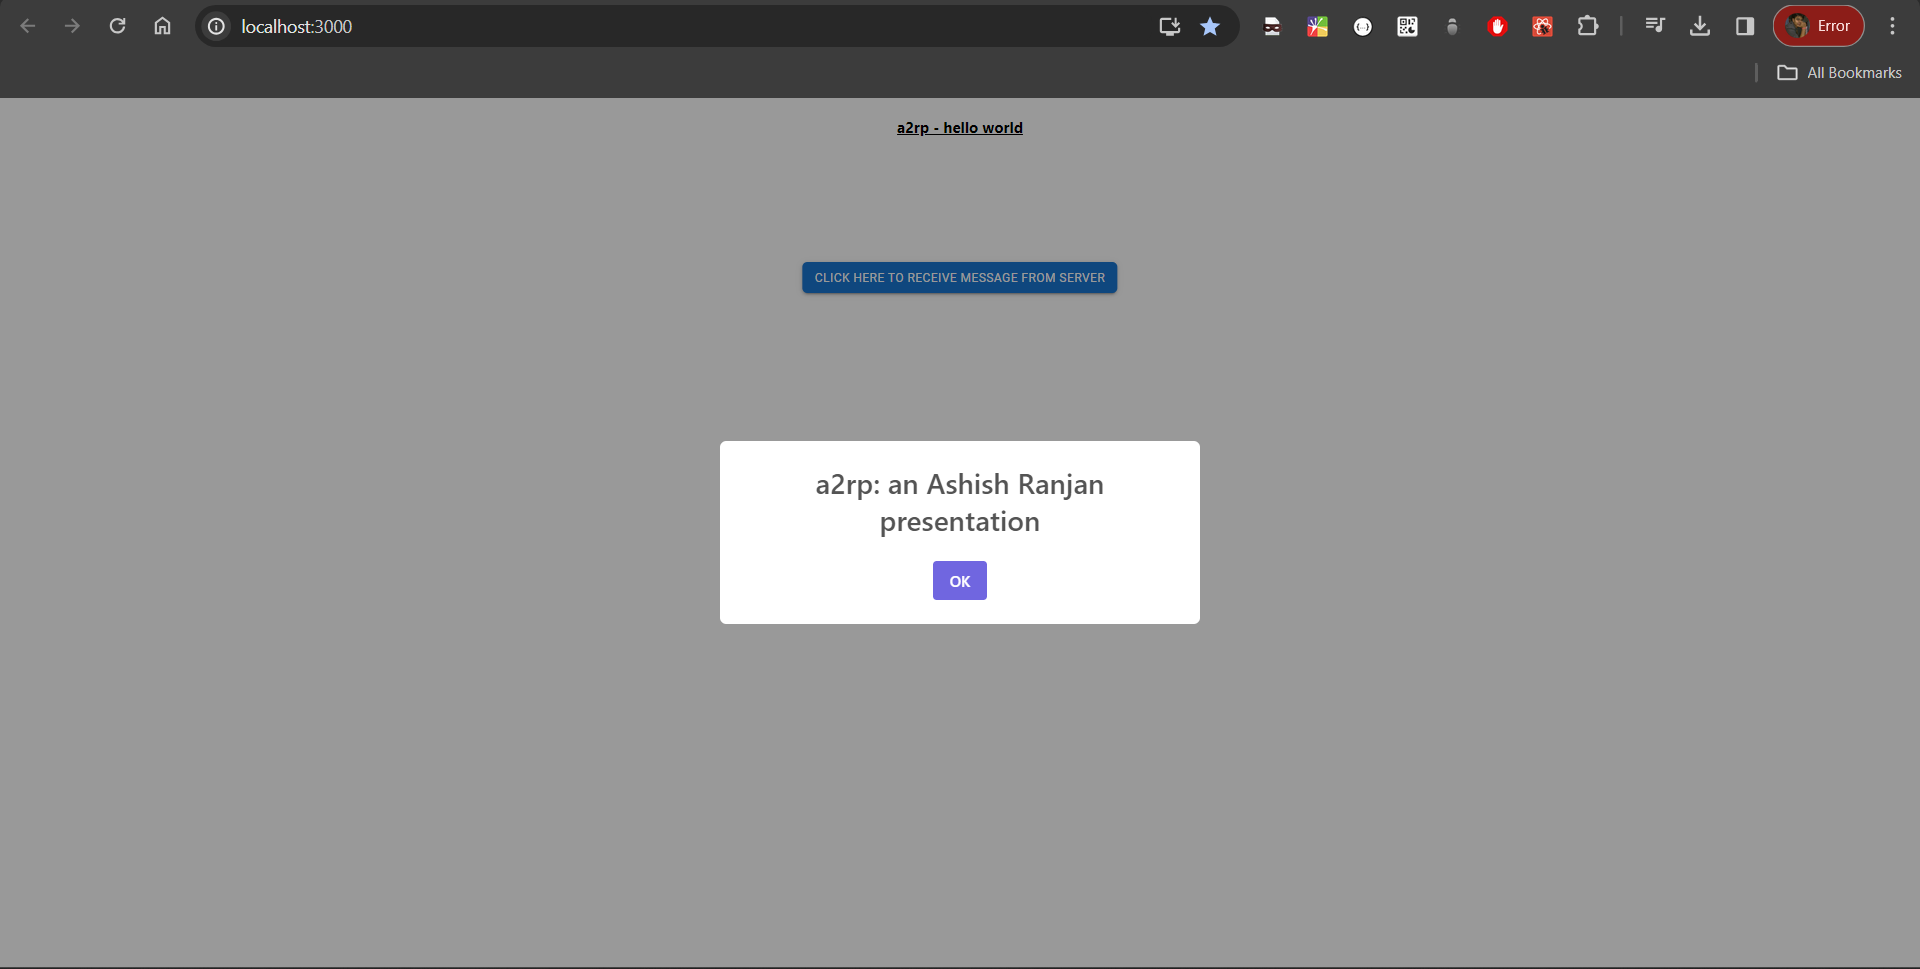 localhost:3000
Error
All Bookmarks
a2rp - hello world
CLICK HERE TO RECEIVE MESSAGE FROM SERVER
a2rp: an Ashish Ranjan
presentation
OK